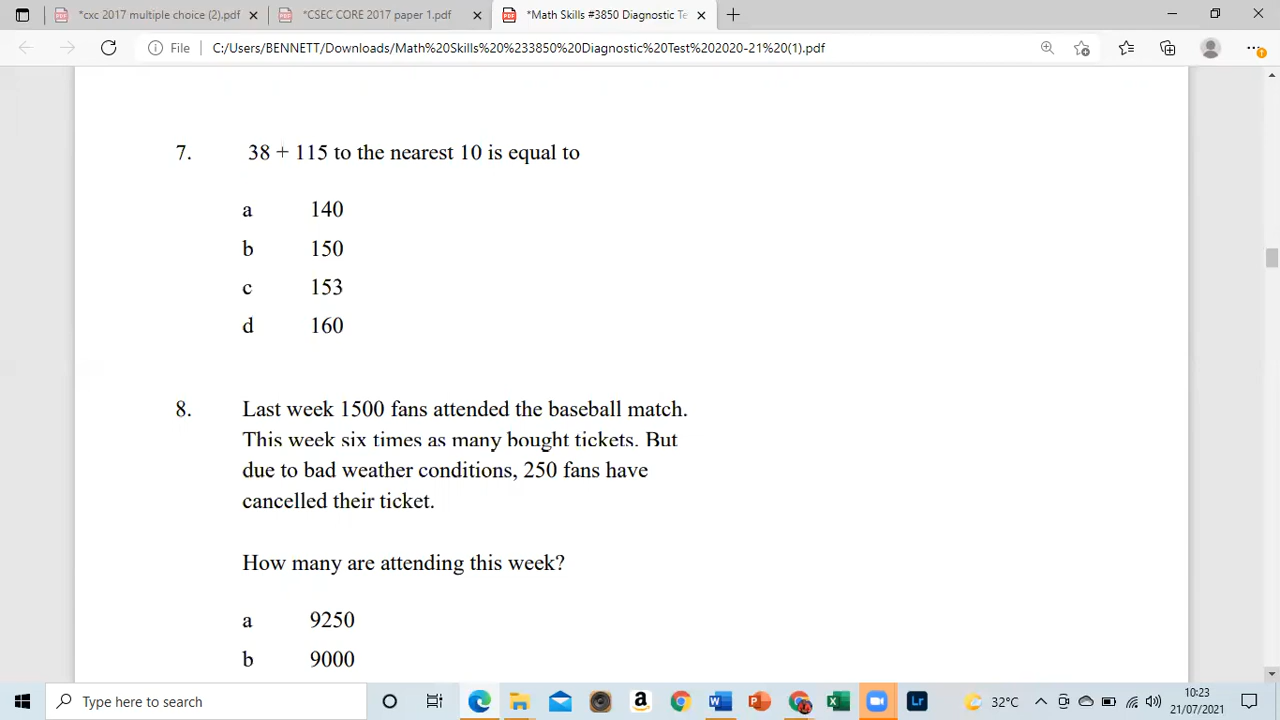 *cxc 2017 multiple choice (2).pdf
*CSEC CORE 2017 paper 1.pdf
*Math Skills #3850 Diagnostic Te
File
C:/Users/BENNETT/Downloads/Math%20Skills%20%233850%20Diagnostic%20Test%202020-21%20(1).pdf
7. 38 + 115 to the nearest 10 is equal to
a 140
b 150
c 153
d 160
8. Last week 1500 fans attended the baseball match.
This week six times as many bought tickets. But
due to bad weather conditions, 250 fans have
cancelled their ticket.
How many are attending this week?
a 9250
b 9000
Type here to search
32°C
10:23
21/07/2021